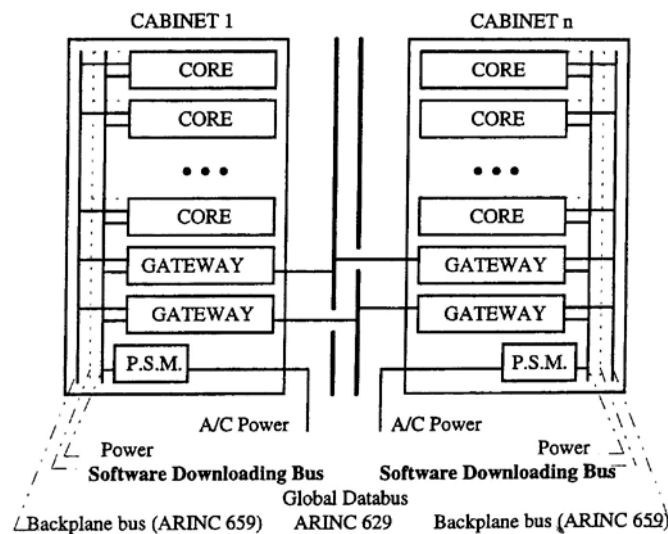 CABINET 1
CABINET n
CORE
CORE
CORE
GATEWAY
GATEWAY
P.S.M.
CORE
CORE
CORE
GATEWAY
GATEWAY
P.S.M.
A/C Power
A/C Power
Power
Power
Software Downloading Bus
Software Downloading Bus
Global Databus
Backplane bus (ARINC 659)
ARINC 629
Backplane bus (ARINC 659)